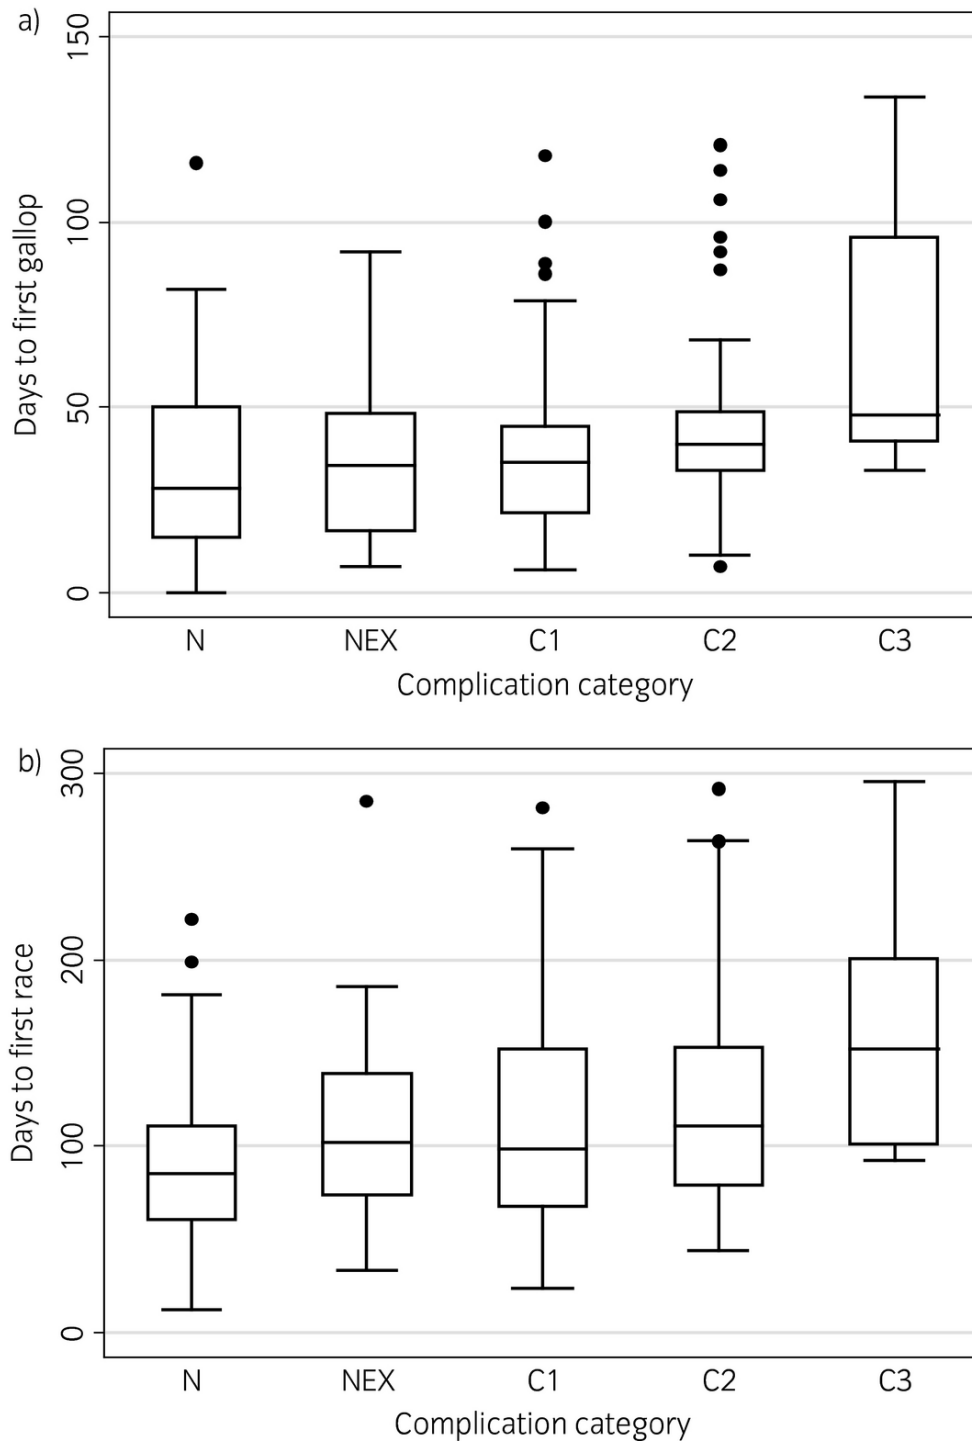 a)
150
100
50
0
Days to first gallop
N NEX C1 C2 C3
Complication category
b)
300
200
100
0
Days to first race
N NEX C1 C2 C3
Complication category